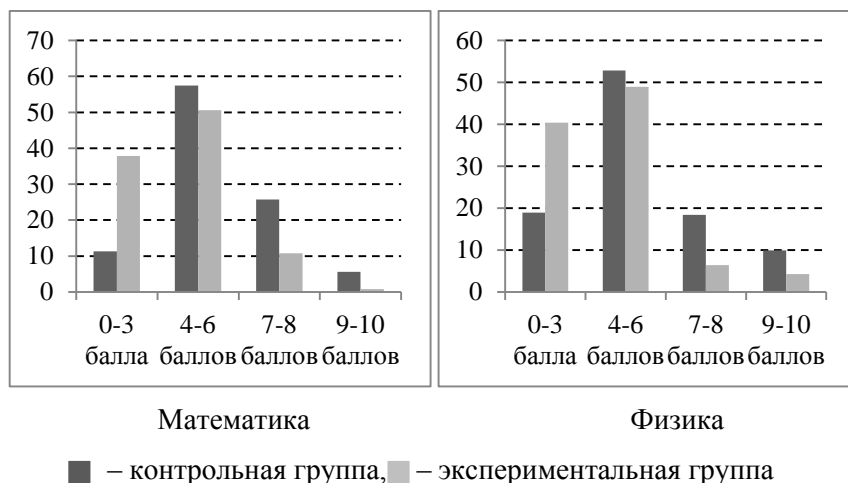 70
60
50
40
30
20
10
0
0-3 4-6 7-8 9-10
балла баллов баллов баллов
60
50
40
30
20
10
0
0-3 4-6 7-8 9-10
балла баллов баллов баллов
Математика Физика
– контрольная группа, – экспериментальная группа